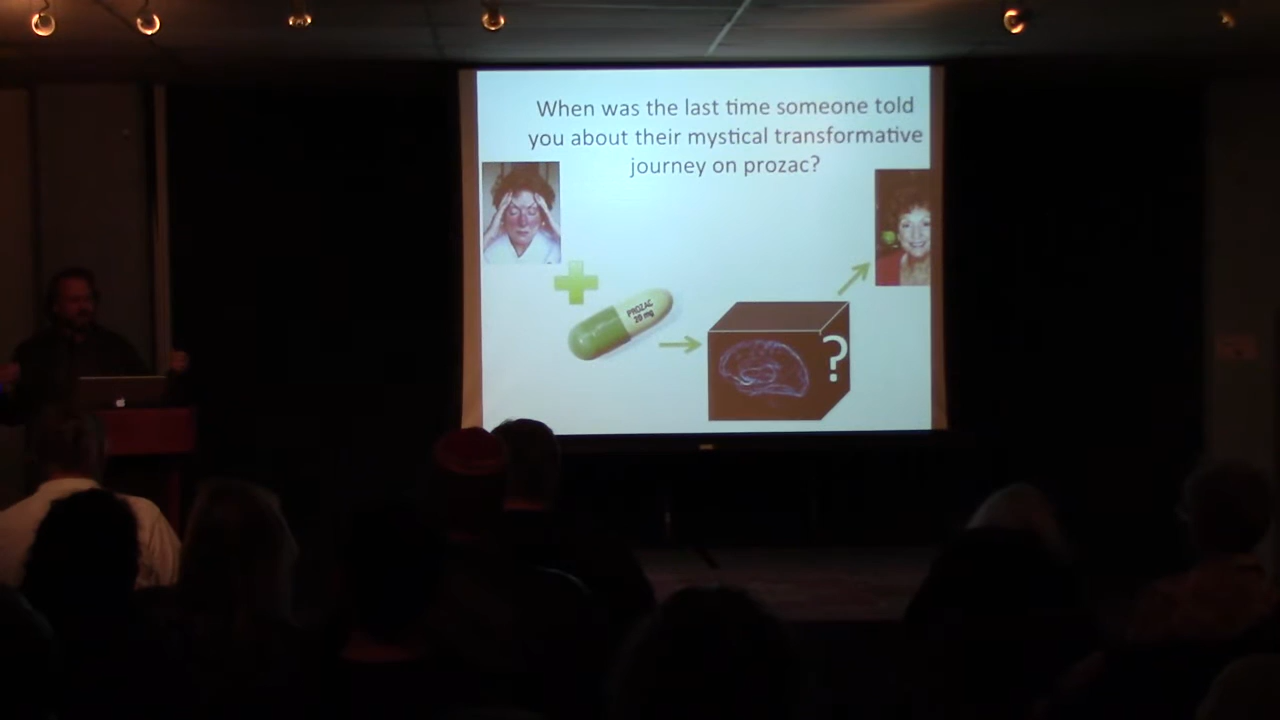 When was the last time someone told
you about their mystical transformative
journey on prozac?
PROZAC
20 mg
?